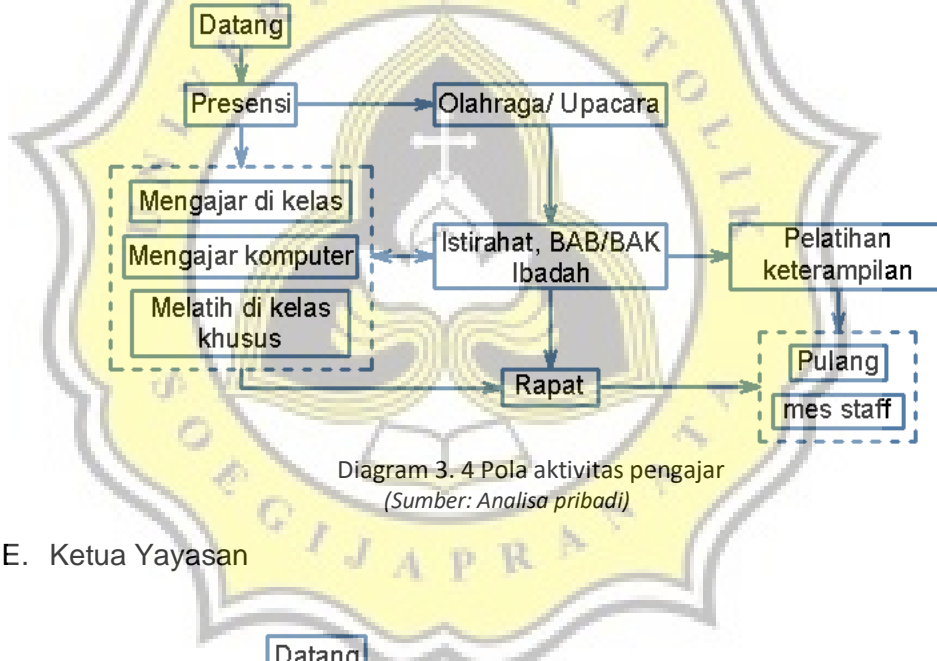 Datang
Presensi
Olahraga/ Upacara
Mengajar di kelas
Mengajar komputer
Melatih di kelas
khusus
Istirahat, BAB/BAK
Ibadah
Pelatihan
keterampilan
Rapat
Pulang
mes staff
Diagram 3. 4 Pola aktivitas pengajar
(Sumber: Analisa pribadi)
SOEGIJAPRANATA
E. Ketua Yayasan
Datang